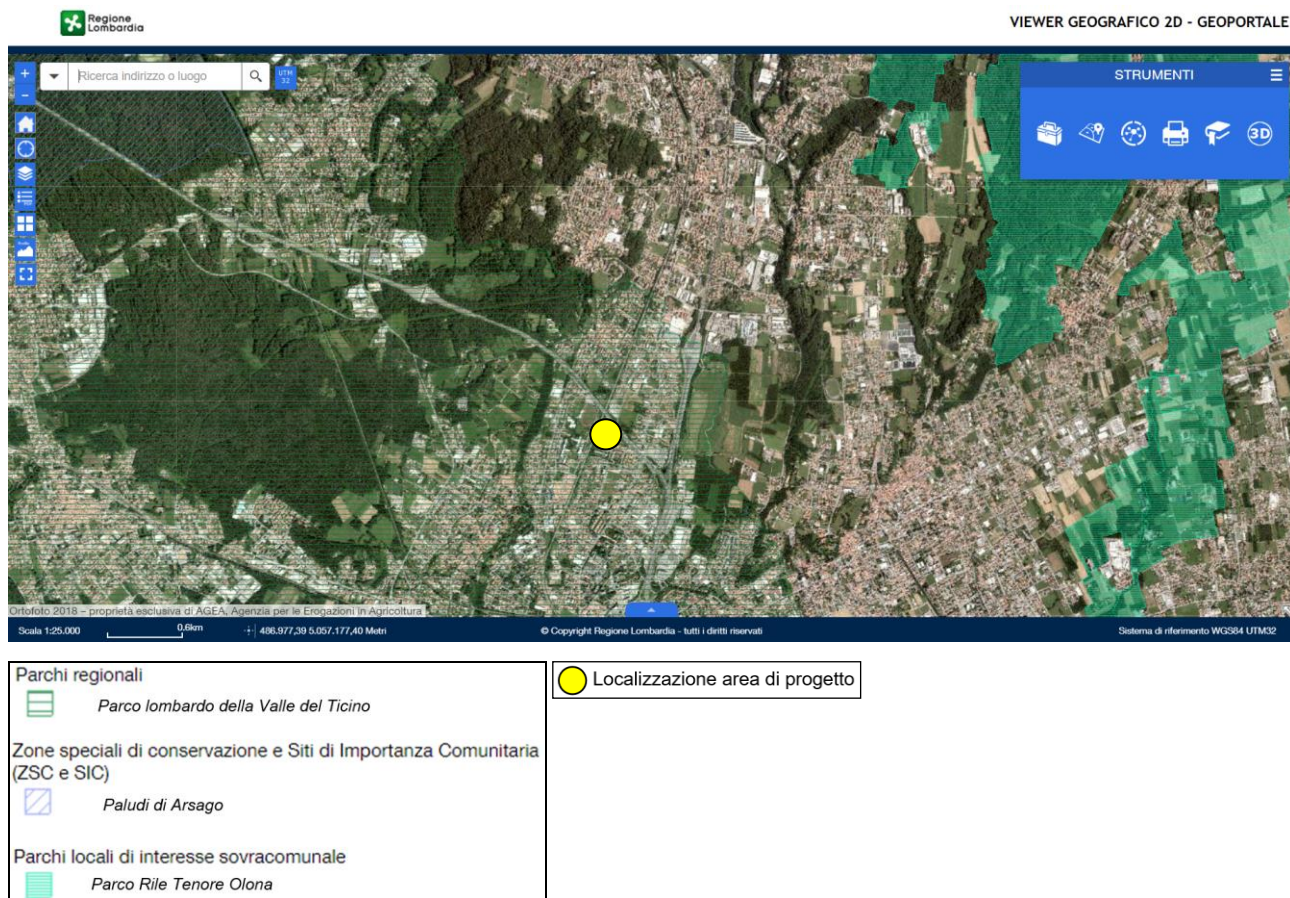 Regione
Lombardia
VIEWER GEOGRAFICO 2D - GEOPORTALE
+
Ricerca indirizzo o luogo
UTM
32
STRUMENTI
-
3D
Ortofoto 2018 – proprietà esclusiva di AGEA, Agenzia per le Erogazioni in Agricoltura
Scala 1:25.000
0,6km
486.977,39 5.057.177,40 Metri
© Copyright Regione Lombardia - tutti i diritti riservati
Sistema di riferimento WGS84 UTM32
Parchi regionali
Parco lombardo della Valle del Ticino
Zone speciali di conservazione e Siti di Importanza Comunitaria
(ZSC e SIC)
Paludi di Arsago
Parchi locali di interesse sovracomunale
Parco Rile Tenore Olona
Localizzazione area di progetto